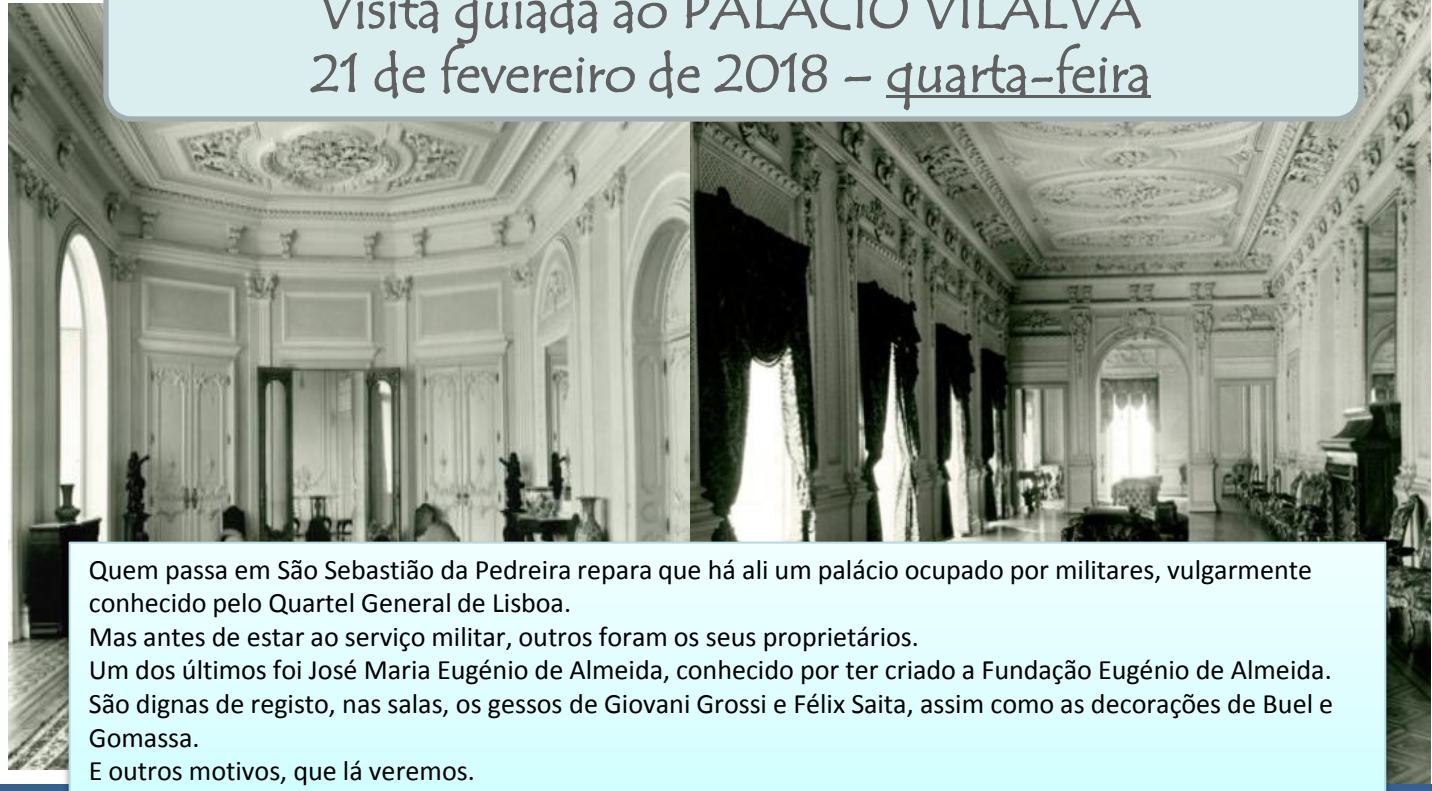 Visita guiada ao PALÁCIO VILALVA
21 de fevereiro de 2018 – quarta-feira
Quem passa em São Sebastião da Pedreira repara que há ali um palácio ocupado por militares, vulgarmente
conhecido pelo Quartel General de Lisboa.
Mas antes de estar ao serviço militar, outros foram os seus proprietários.
Um dos últimos foi José Maria Eugénio de Almeida, conhecido por ter criado a Fundação Eugénio de Almeida.
São dignas de registo, nas salas, os gessos de Giovani Grossi e Félix Saita, assim como as decorações de Buel e
Gomassa.
E outros motivos, que lá veremos.